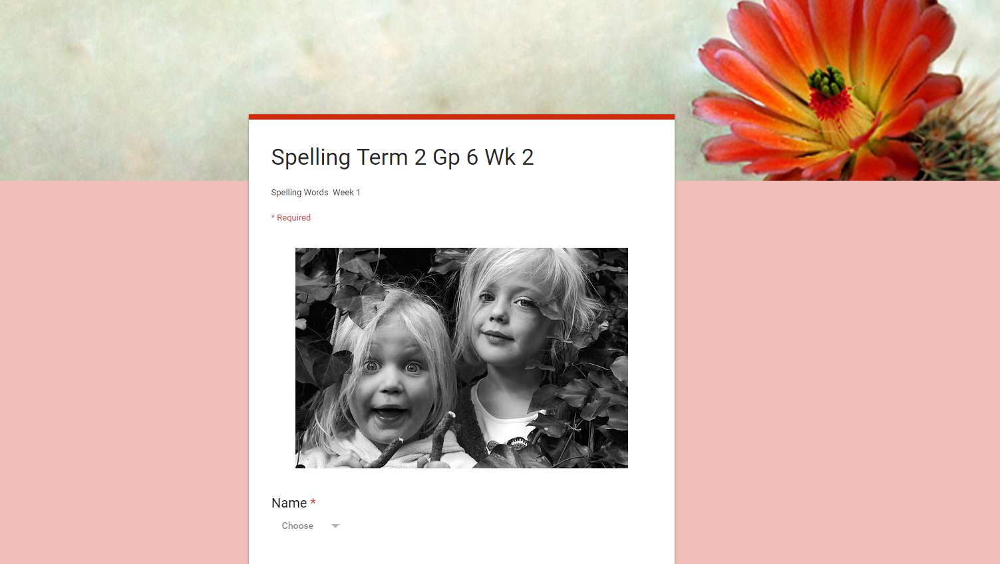 Spelling Term 2 Gp 6 Wk 2
Spelling Words  Week 1
* Required
Name *
Choose